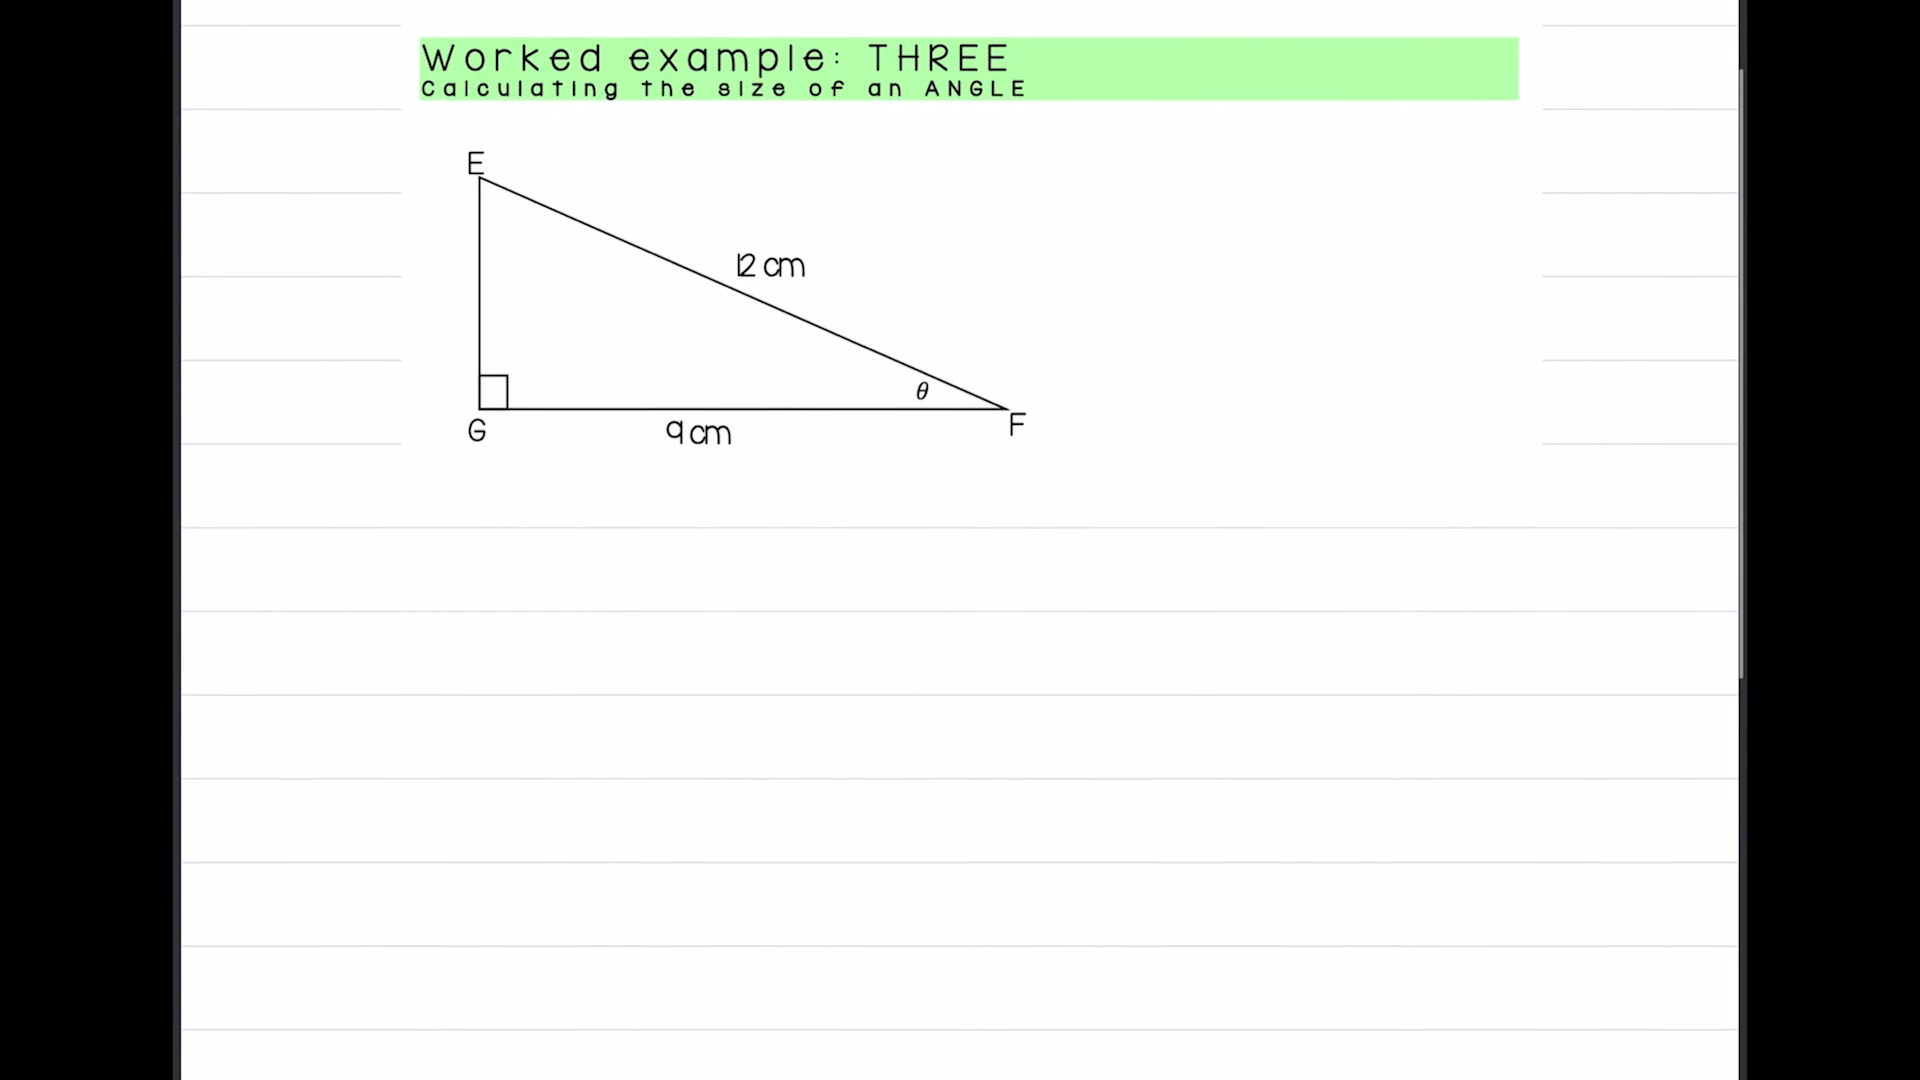 Worked example: THREE
Calculating the size of an ANGLE
E
12 cm
θ
G
9 cm
F